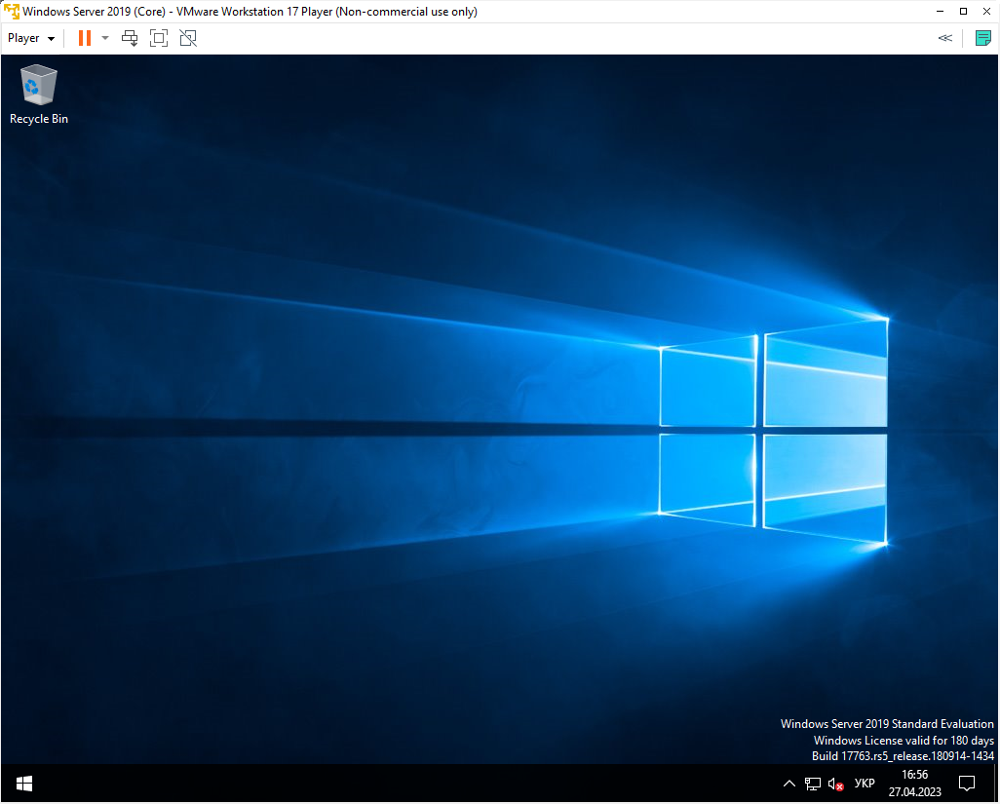 Windows Server 2019 (Core) - VMware Workstation 17 Player (Non-commercial use only)
Player
Recycle Bin
Windows Server 2019 Standard Evaluation
Windows License valid for 180 days
Build 17763.rs5_release.180914-1434
УКР
16:56
27.04.2023